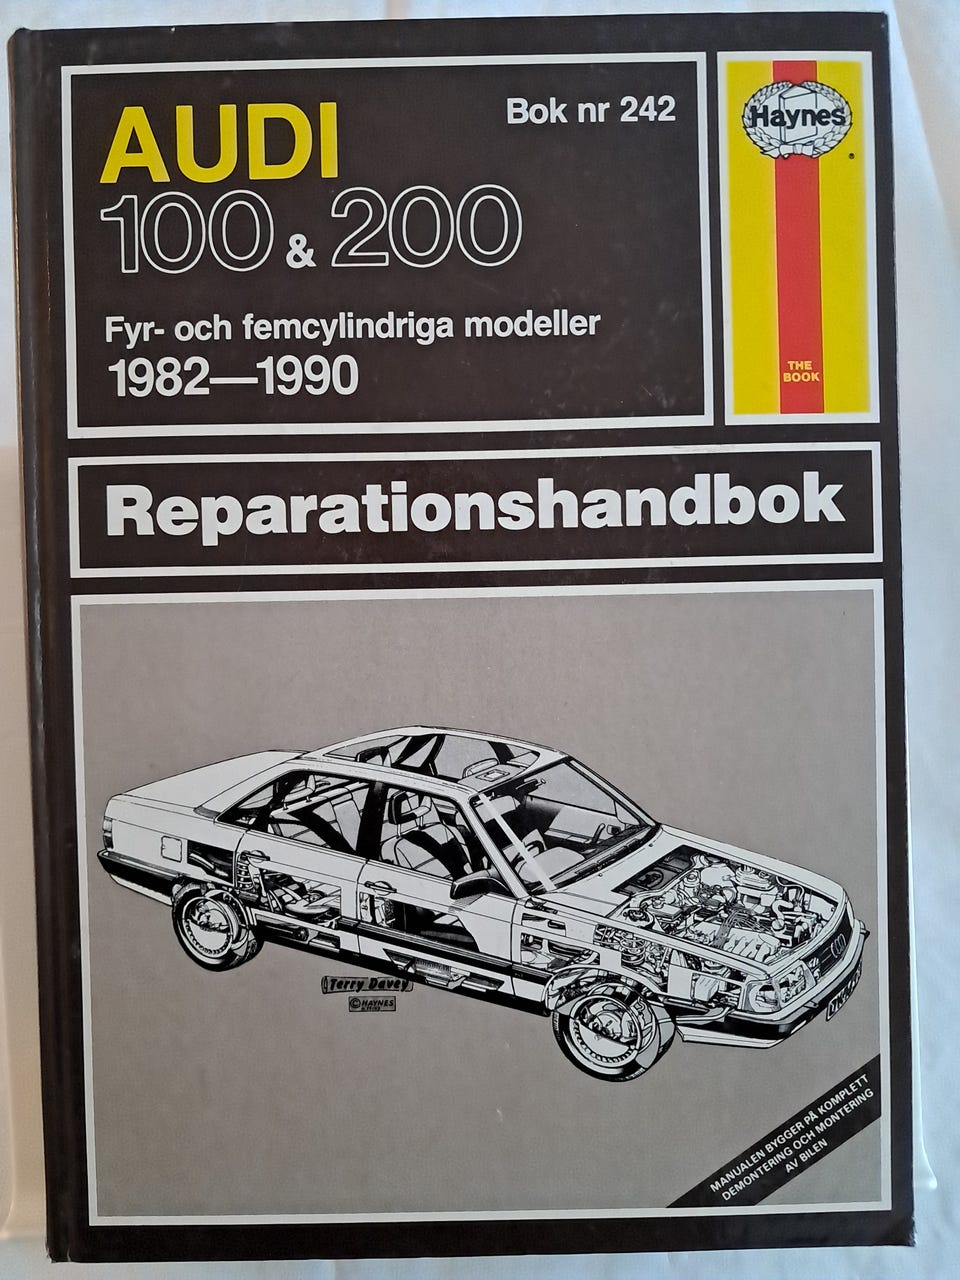 AUDI
100 & 200
Bok nr 242
Haynes
Fyr- och femcylindriga modeller
1982—1990
THE
BOOK
Reparationshandbok
Terry Davey
© HAYNES
MANUALEN BYGGER PÅ KOMPLETT
DEMONTERING OCH MONTERING
AV BILEN